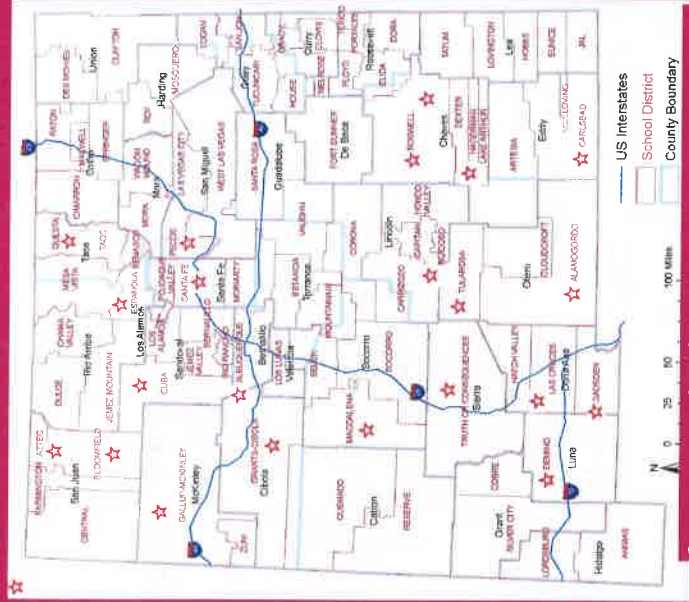 FARMINGTON
AZTEC
San Juan
BLOOMFIELD
CENTRAL
DULCE
CHAMA
VALLEY
Rio Arriba
JEMEZ MOUNTAIN
MESA
VISTA
QUESTA
Taos
TAOS
PENASCO
ESPANOLA
CIMARRON
RATON
MAXWELL
Colfax
SPRINGER
DES MOINES
Union
CLAYTON
Harding
MOSQUERO
ROY
WAGON
MOUND
Mora
MORA
LAS VEGAS CITY
San Miguel
WEST LAS VEGAS
PECOS
LOGAN
SAN JON
Quay
TUCUMCARI
HOUSE
GRADY
MELROSE
CLOVIS
Curry
TEXICO
PORTALES
FLOYD
Roosevelt
ELIDA
DORA
Los Alamos
LOS
ALAMOS
POJOAQUE
VALLEY
SANTA FE
Santa Fe
CUBA
Sandoval
JEMEZ
VALLEY
BERNALILLO
RIO RANCHO
ALBUQUERQUE
Bernalillo
MORIARTY
SANTA ROSA
Guadalupe
GALLUP-MCKINLEY
McKinley
ZUNI
GRANTS-CIBOLA
Cibola
LOS LUNAS
Valencia
BELEN
ESTANCIA
Torrance
MOUNTAINAIR
VAUGHN
FORT SUMNER
De Baca
CORONA
MAGDALENA
Socorro
SOCORRO
QUEMADO
Catron
RESERVE
CARRIZOZO
Lincoln
CAPITAN
HONDO
VALLEY
RUIDOSO
ROSWELL
Chaves
DEXTER
HAGERMAN
LAKE ARTHUR
TATUM
LOVINGTON
Lea
HOBBS
EUNICE
JAL
ARTESIA
Eddy
LOVING
CARLSBAD
TULAROSA
Otero
CLOUDCROFT
ALAMOGORDO
TRUTH OR CONSEQUENCES
Sierra
HATCH VALLEY
LAS CRUCES
Dona Ana
GADSDEN
COBRE
Grant
SILVER CITY
DEMING
Luna
LORDSBURG
Hidalgo
ANIMAS
N
0
25
50
100 Miles
US Interstates
School District
County Boundary